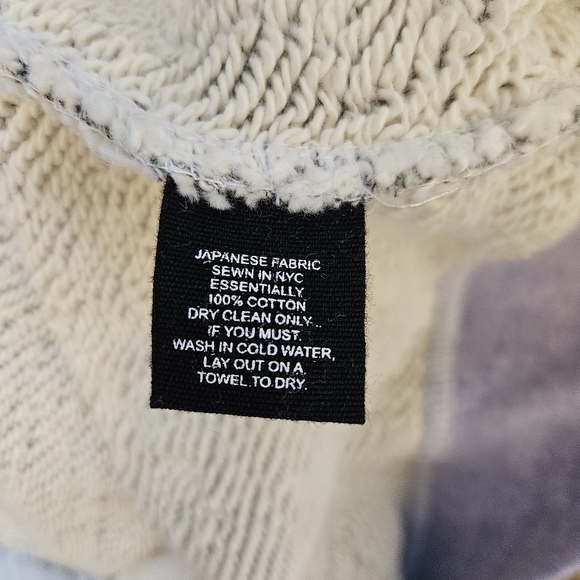 JAPANESE FABRIC
SEWN IN NYC
ESSENTIALLY
100% COTTON
DRY CLEAN ONLY..
IF YOU MUST.
WASH IN COLD WATER,
LAY OUT ON A
TOWEL TO DRY.